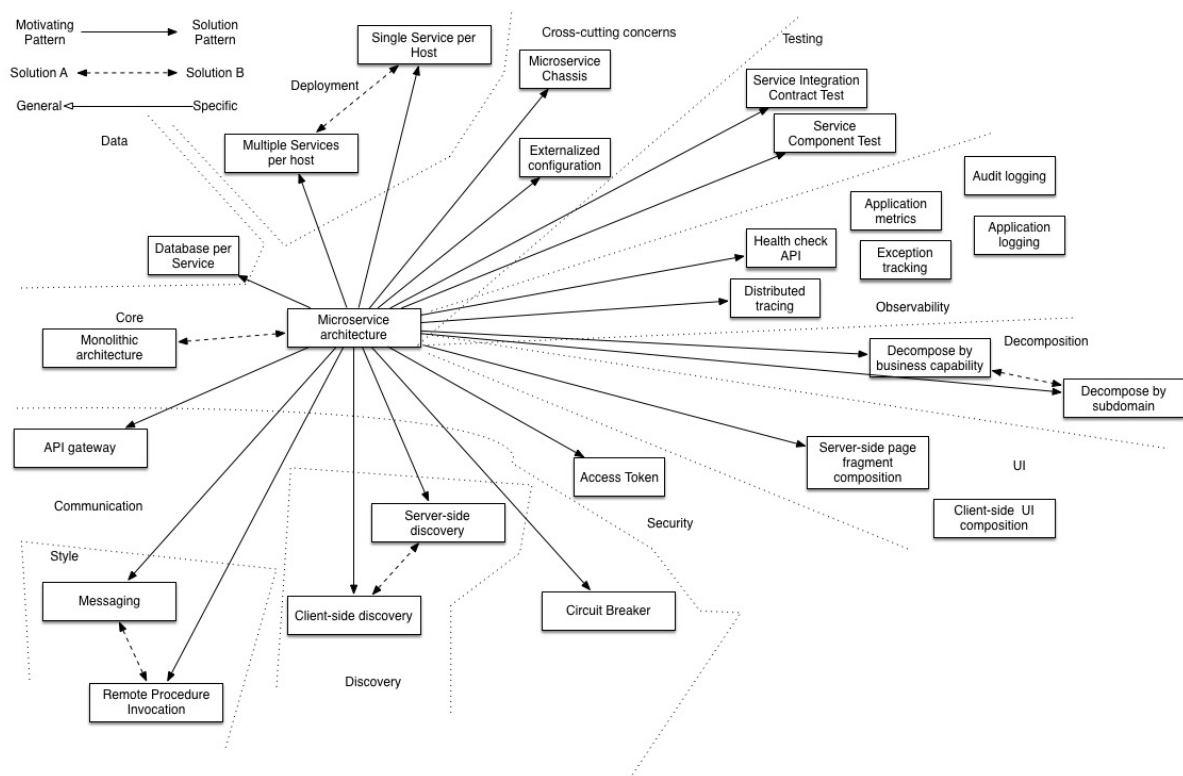 Motivating
Pattern
Solution
Pattern
Solution A
Solution B
General
Specific
Data
Deployment
Single Service per
Host
Multiple Services
per host
Cross-cutting concerns
Microservice
Chassis
Externalized
configuration
Testing
Service Integration
Contract Test
Service
Component Test
Audit logging
Application
metrics
Application
logging
Health check
API
Exception
tracking
Distributed
tracing
Observability
Database per
Service
Core
Monolithic
architecture
Microservice
architecture
Decomposition
Decompose by
business capability
Decompose by
subdomain
API gateway
Access Token
Server-side page
fragment
composition
UI
Client-side UI
composition
Communication
Server-side
discovery
Security
Style
Messaging
Client-side discovery
Circuit Breaker
Discovery
Remote Procedure
Invocation